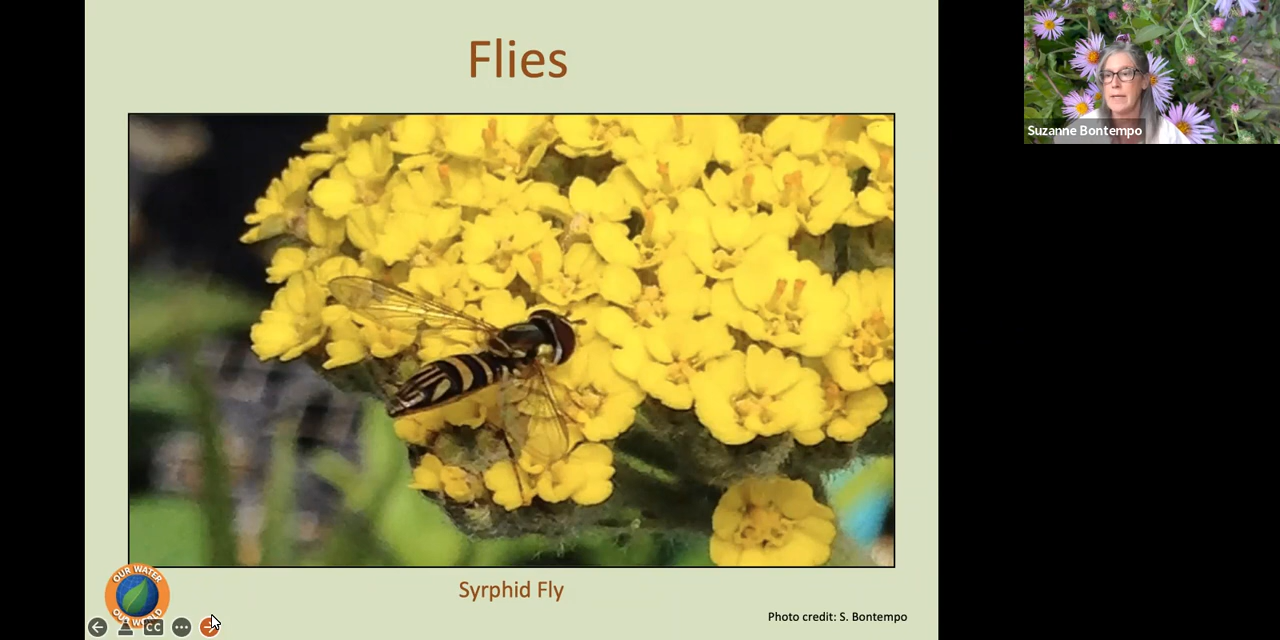 Flies
Suzanne Bontempo
Syrphid Fly
OUR WATER
OUR WORLD
Photo credit: S. Bontempo
CC